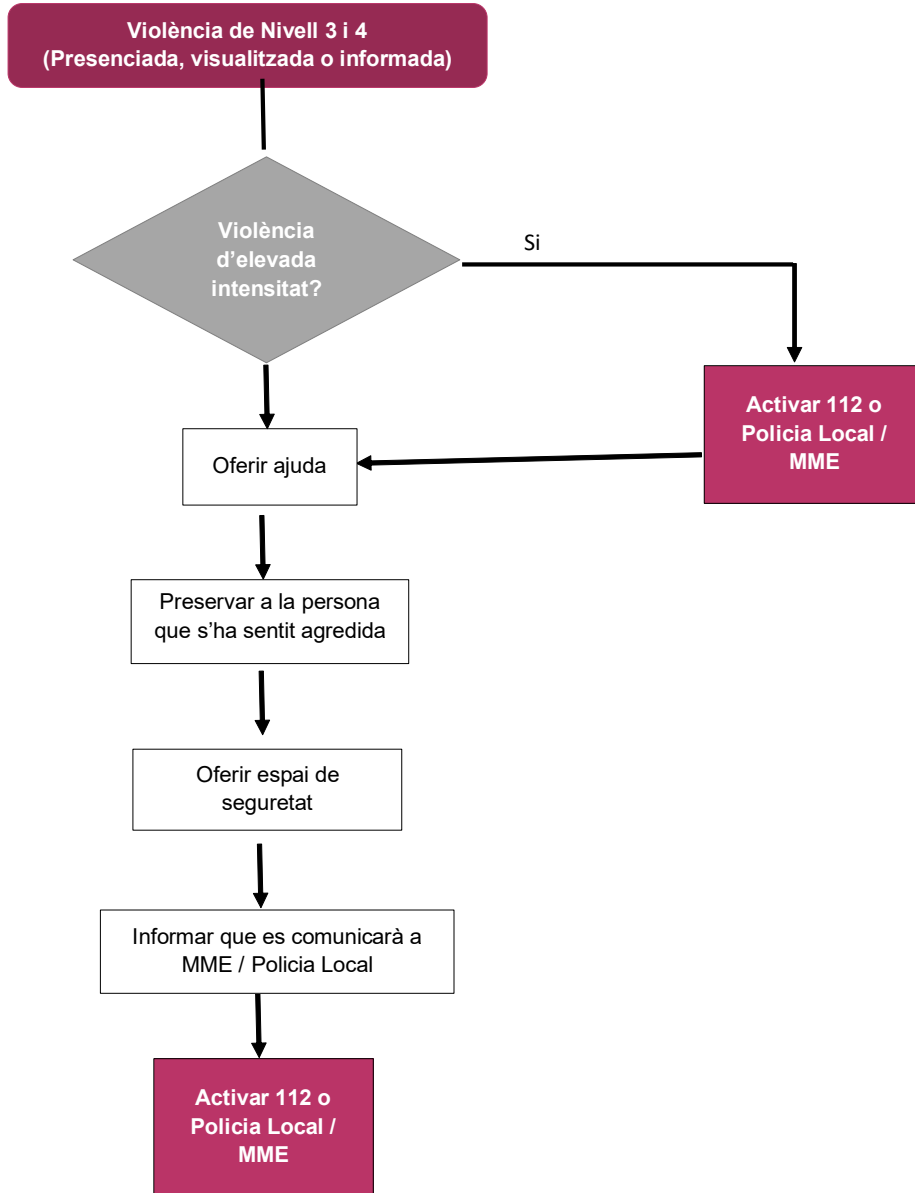 Violència de Nivell 3 i 4
(Presenciada, visualitzada o informada)
Violència
d’elevada
intensitat?
Si
Activar 112 o
Policia Local /
MME
Oferir ajuda
Preservar a la persona
que s’ha sentit agredida
Oferir espai de
seguretat
Informar que es comunicarà a
MME / Policia Local
Activar 112 o
Policia Local /
MME